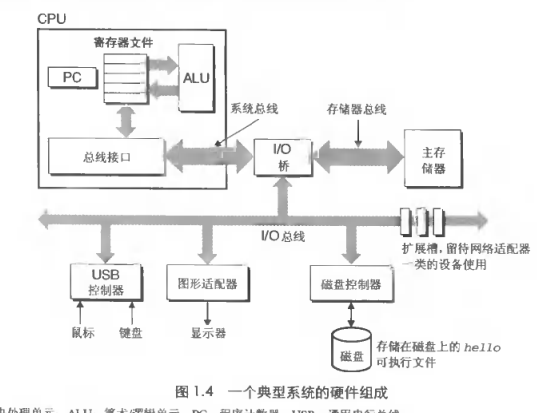 CPU
寄存器文件
PC
ALU
系统总线
存储器总线
总线接口
I/O
桥
主存
储器
I/O总线
扩展槽，留待网络适配器
一类的设备使用
USB
控制器
图形适配器
磁盘控制器
鼠标
键盘
显示器
磁盘
存储在磁盘上的 hello
可执行文件
图 1.4 一个典型系统的硬件组成